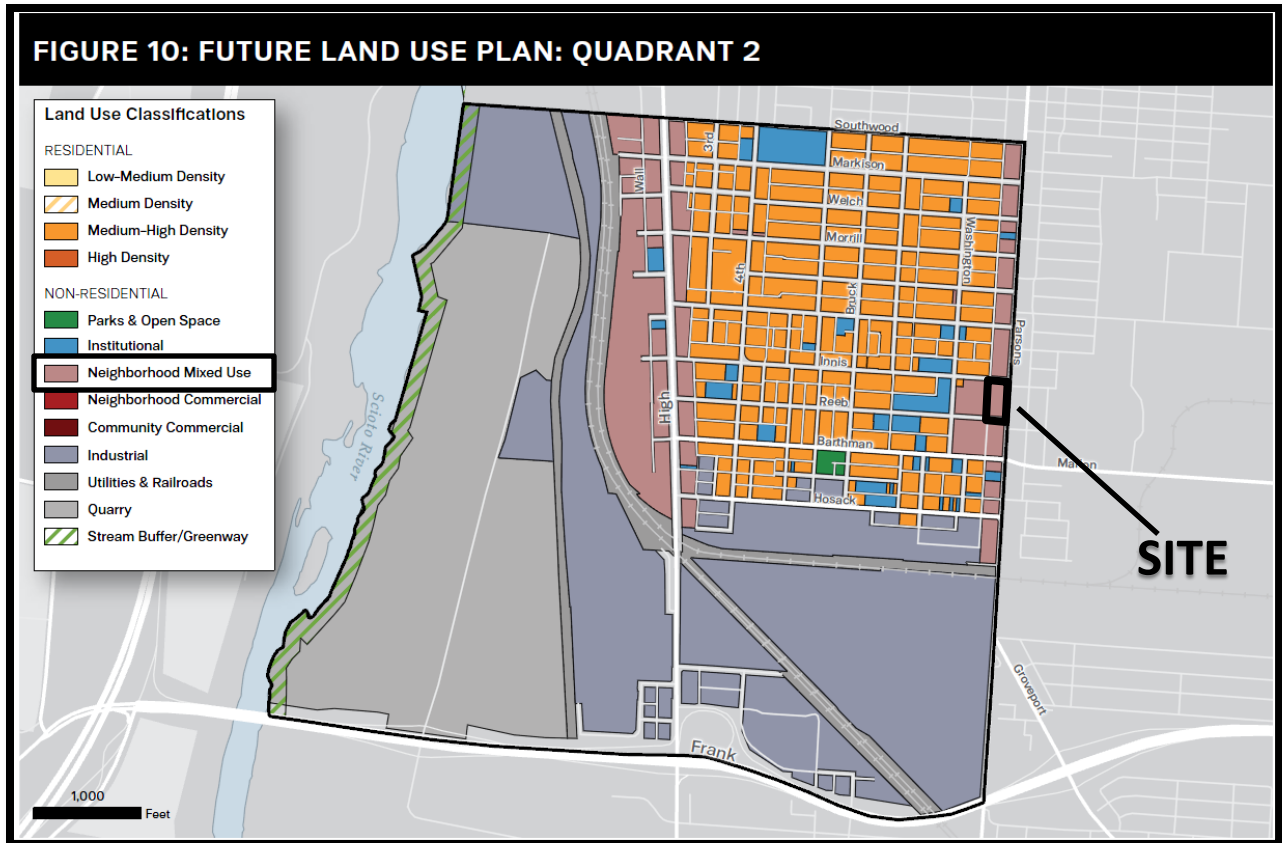 FIGURE 10: FUTURE LAND USE PLAN: QUADRANT 2
Land Use Classifications
RESIDENTIAL
Low-Medium Density
Medium Density
Medium-High Density
High Density
NON-RESIDENTIAL
Parks & Open Space
Institutional
Neighborhood Mixed Use
Neighborhood Commercial
Community Commercial
Industrial
Utilities & Railroads
Quarry
Stream Buffer/Greenway
Southwood
3rd
Markison
Wall
Welch
Washington
Morrill
4th
Bruck
Parsons
Innis
Scioto River
High
Reeb
Barthman
Marion
Hosack
SITE
Groveport
Frank
1,000
Feet